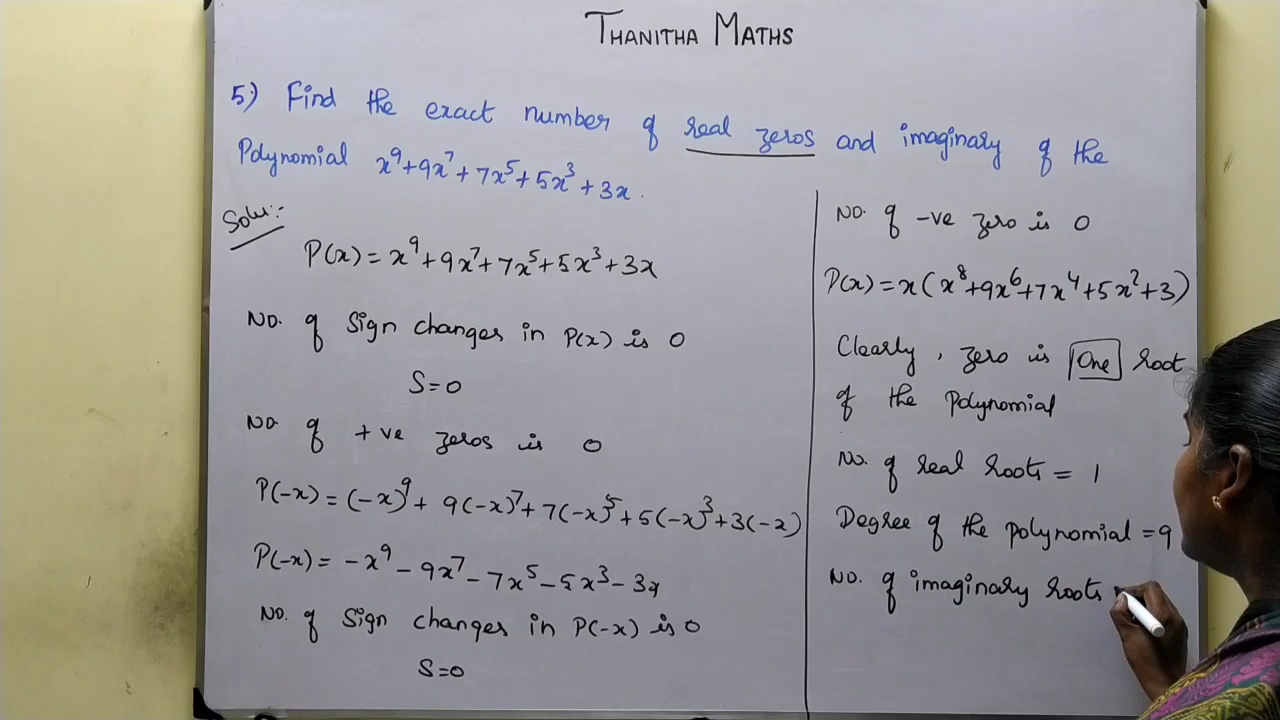 THANITHA MATHS
5) Find the exact number of real zeros and imaginary of the
Polynomial x⁹+9x⁷+7x⁵+5x³+3x.
Solu:-
P(x)=x⁹+9x⁷+7x⁵+5x³+3x
No. of Sign changes in P(x) is 0
S=0
No of +ve zeros is 0
P(-x)=(-x)⁹+9(-x)⁷+7(-x)⁵+5(-x)³+3(-x)
P(-x)=-x⁹-9x⁷-7x⁵-5x³-3x
No. of Sign changes in P(-x) is 0
S=0
No. of -ve zero is 0
P(x)=x(x⁸+9x⁶+7x⁴+5x²+3)
Clearly, zero is One root
of the Polynomial
No. of real roots = 1
Degree of the polynomial = 9
No. of imaginary roots